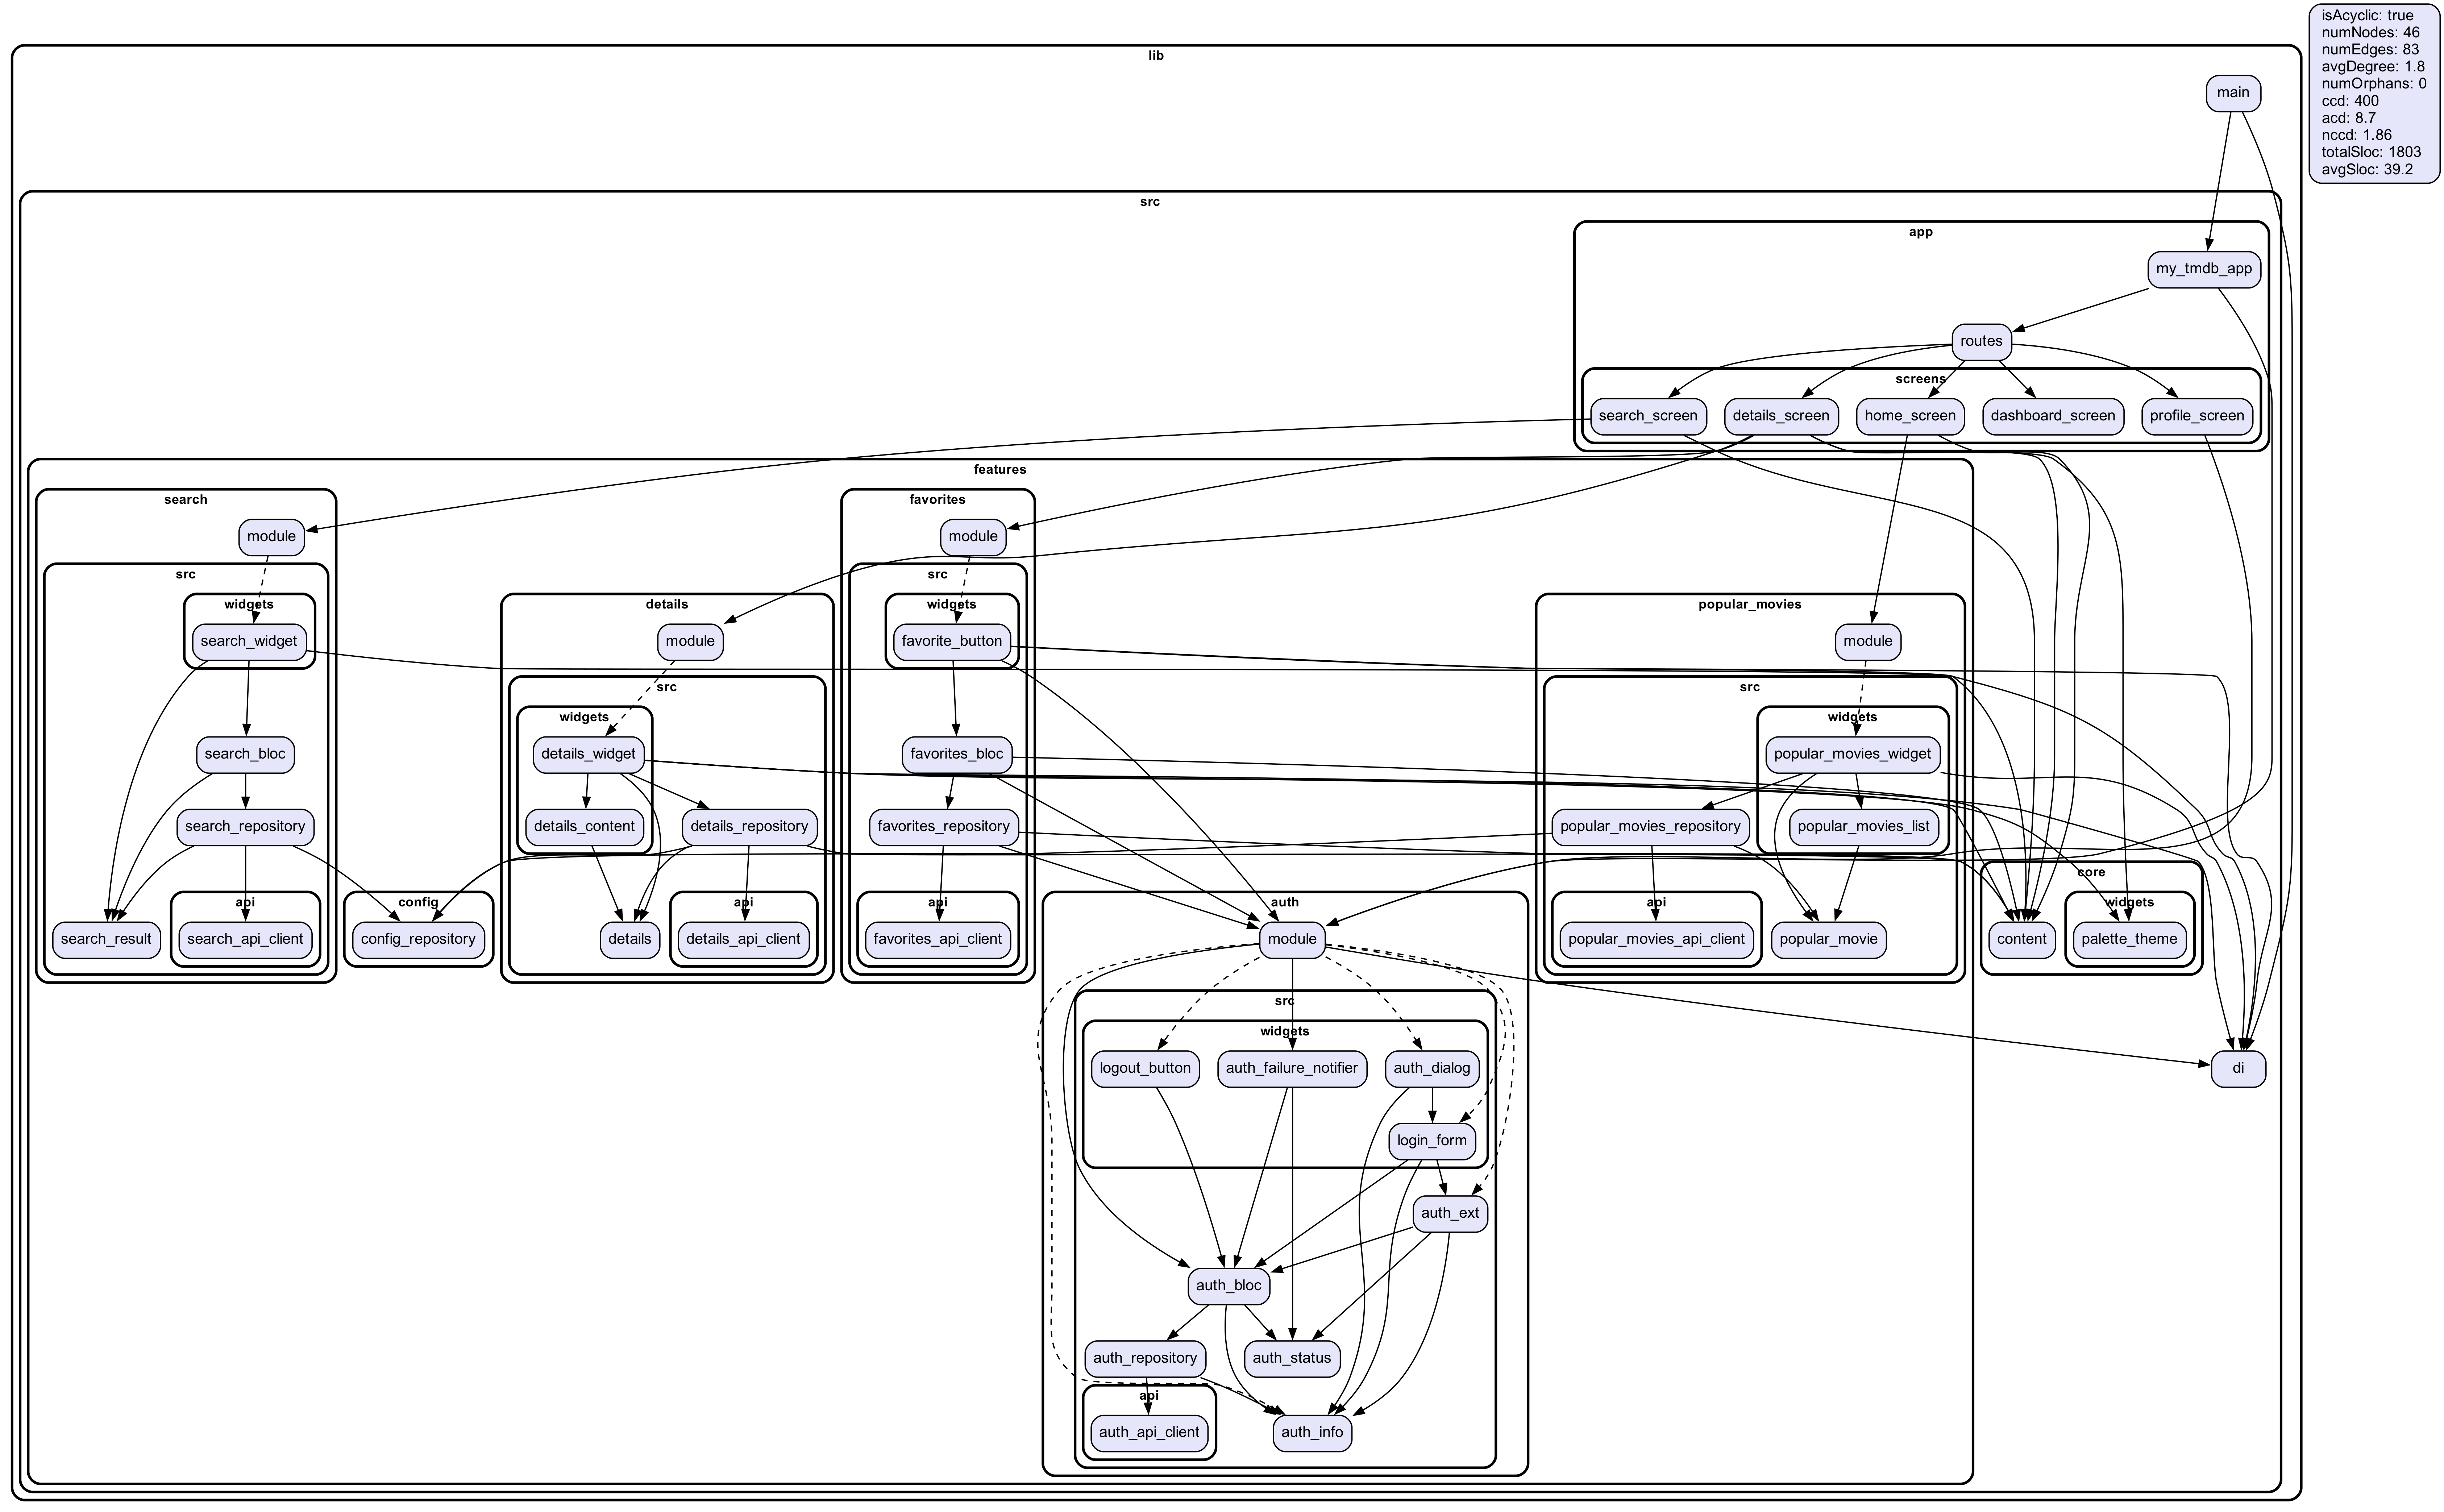 isAcyclic: true
numNodes: 46
numEdges: 83
avgDegree: 1.8
numOrphans: 0
ccd: 400
acd: 8.7
nccd: 1.86
totalSloc: 1803
avgSloc: 39.2
lib
main
src
app
my_tmdb_app
routes
screens
search_screen
details_screen
home_screen
dashboard_screen
profile_screen
features
search
module
src
widgets
search_widget
search_bloc
search_repository
search_result
api
search_api_client
config
config_repository
details
module
src
widgets
details_widget
details_content
details_repository
details
api
details_api_client
favorites
module
src
widgets
favorite_button
favorites_bloc
favorites_repository
api
favorites_api_client
popular_movies
module
src
widgets
popular_movies_widget
popular_movies_repository
popular_movies_list
api
popular_movies_api_client
popular_movie
core
content
widgets
palette_theme
di
auth
module
src
widgets
logout_button
auth_failure_notifier
auth_dialog
login_form
auth_ext
auth_bloc
auth_repository
auth_status
api
auth_api_client
auth_info